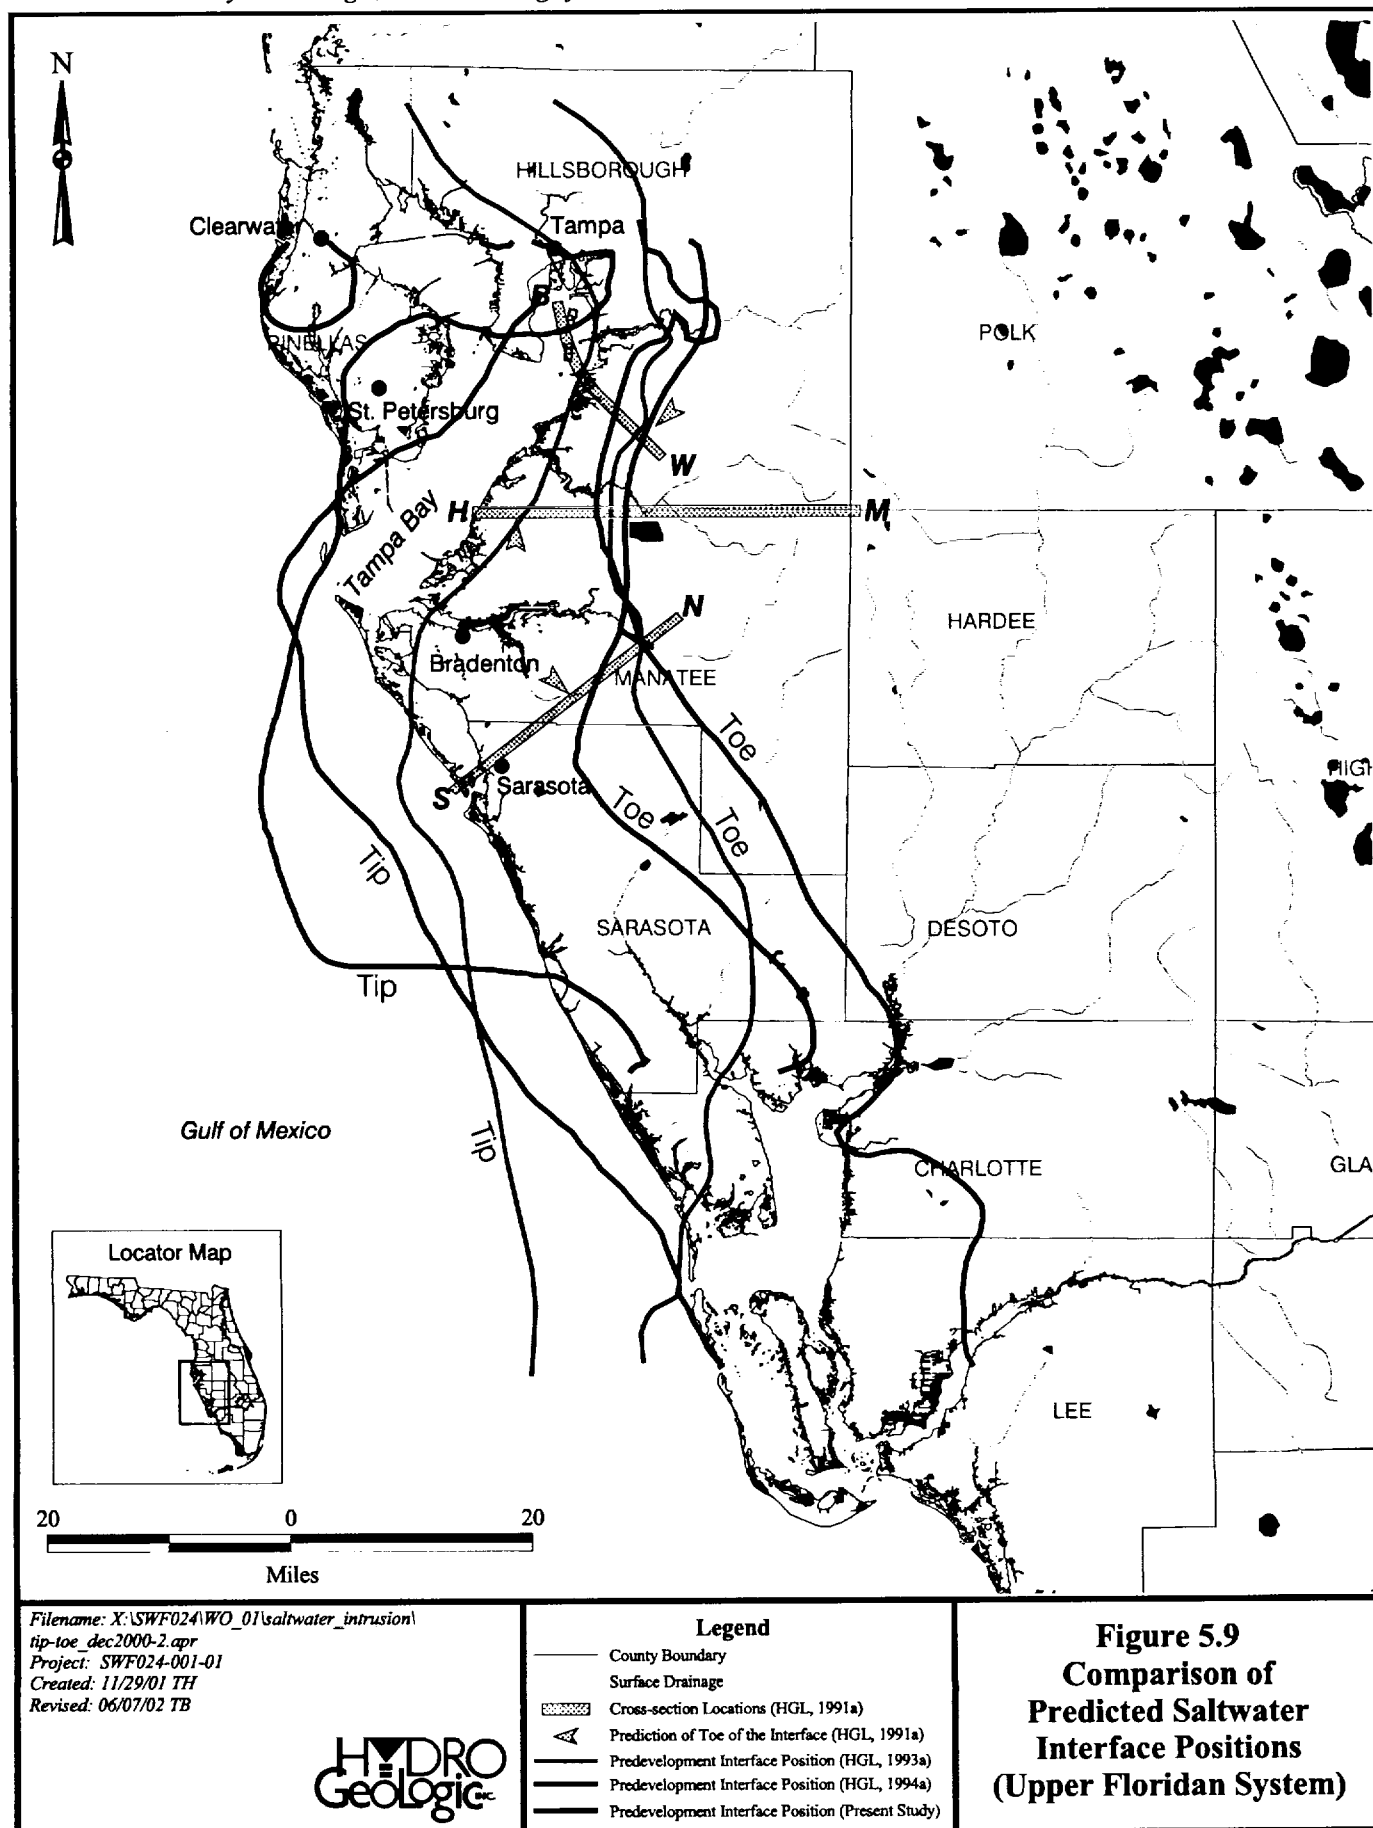 N
HILLSBOROUGH
Clearwater
Tampa
B
POLK
PINELLAS
St. Petersburg
W
H
M
Tampa Bay
N
HARDEE
Bradenton
MANATEE
Toe
HIGH
S
Sarasota
Toe
Toe
Tip
SARASOTA
DESOTO
Tip
Gulf of Mexico
Tip
CHARLOTTE
GLA
Locator Map
LEE
20 0 20
Miles
Filename: X:\SWF024\WO_01\saltwater_intrusion\
tip-toe_dec2000-2.apr
Project: SWF024-001-01
Created: 11/29/01 TH
Revised: 06/07/02 TB
HYDRO
GeoLogic INC
Legend
County Boundary
Surface Drainage
Cross-section Locations (HGL, 1991a)
Prediction of Toe of the Interface (HGL, 1991a)
Predevelopment Interface Position (HGL, 1993a)
Predevelopment Interface Position (HGL, 1994a)
Predevelopment Interface Position (Present Study)
Figure 5.9
Comparison of
Predicted Saltwater
Interface Positions
(Upper Floridan System)